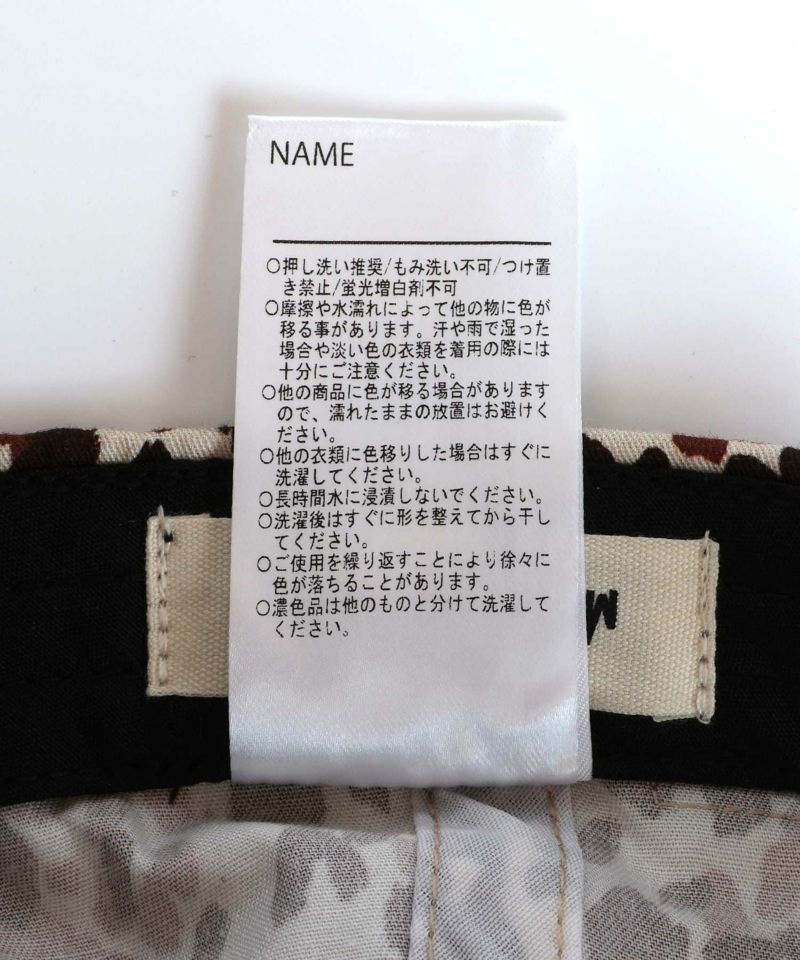 NAME
○押し洗い推奨/もみ洗い不可/つけ置
き禁止/蛍光増白剤不可
○摩擦や水濡れによって他の物に色が
移る事があります。汗や雨で湿った
場合や淡い色の衣類を着用の際には
十分にご注意ください。
○他の商品に色が移る場合があります
ので、濡れたままの放置はお避けく
ださい。
○他の衣類に色移りした場合はすぐに
洗濯してください。
○長時間水に浸漬しないでください。
○洗濯後はすぐに形を整えてから干し
てください。
○ご使用を繰り返すことにより徐々に
色が落ちることがあります。
○濃色品は他のものと分けて洗濯して
ください。